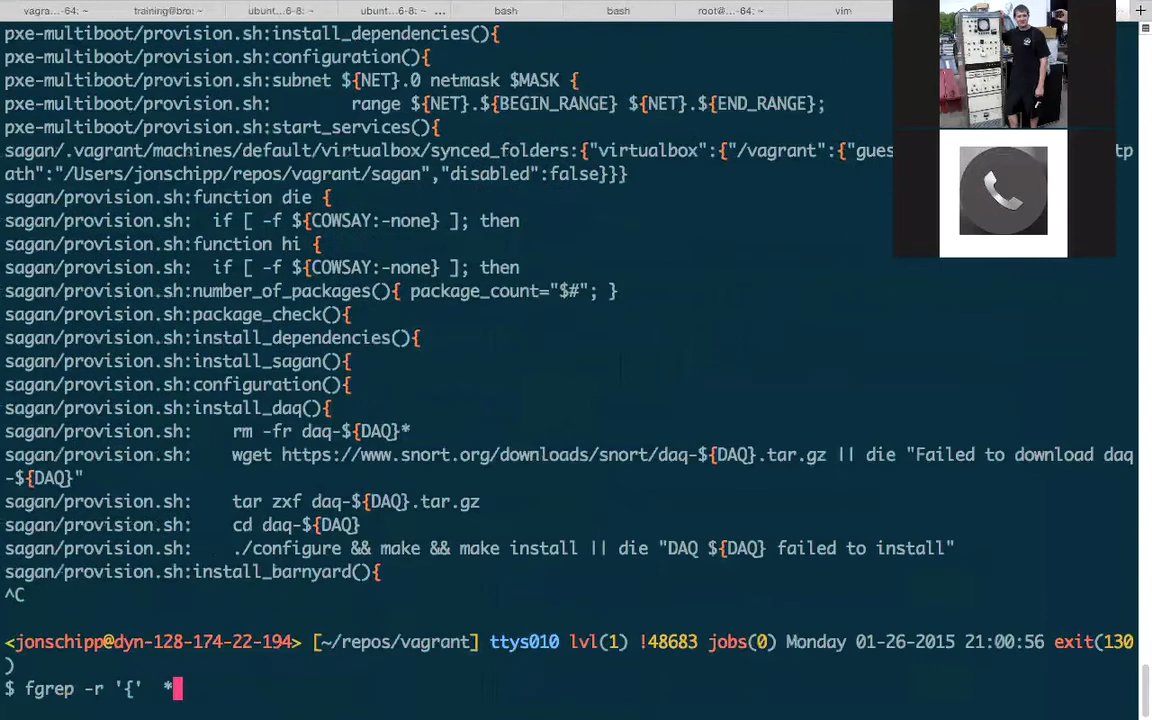 vagra...-64: ~ training@bro: ~ ubunt...6-8: ~ ubunt...6-8: ~ ... bash bash root@...-64: ~ vim +
pxe-multiboot/provision.sh:install_dependencies(){
pxe-multiboot/provision.sh:configuration(){
pxe-multiboot/provision.sh:subnet ${NET}.0 netmask $MASK {
pxe-multiboot/provision.sh:        range ${NET}.${BEGIN_RANGE} ${NET}.${END_RANGE};
pxe-multiboot/provision.sh:start_services(){
sagan/.vagrant/machines/default/virtualbox/synced_folders:{"virtualbox":{"/vagrant":{"gues tp
path":"/Users/jonschipp/repos/vagrant/sagan","disabled":false}}}
sagan/provision.sh:function die {
sagan/provision.sh:  if [ -f ${COWSAY:-none} ]; then
sagan/provision.sh:function hi {
sagan/provision.sh:  if [ -f ${COWSAY:-none} ]; then
sagan/provision.sh:number_of_packages(){ package_count="$#"; }
sagan/provision.sh:package_check(){
sagan/provision.sh:install_dependencies(){
sagan/provision.sh:install_sagan(){
sagan/provision.sh:configuration(){
sagan/provision.sh:install_daq(){
sagan/provision.sh:    rm -fr daq-${DAQ}*
sagan/provision.sh:    wget https://www.snort.org/downloads/snort/daq-${DAQ}.tar.gz || die "Failed to download daq
-${DAQ}"
sagan/provision.sh:    tar zxf daq-${DAQ}.tar.gz
sagan/provision.sh:    cd daq-${DAQ}
sagan/provision.sh:    ./configure && make && make install || die "DAQ ${DAQ} failed to install"
sagan/provision.sh:install_barnyard(){
^C
<jonschipp@dyn-128-174-22-194> [~/repos/vagrant] ttys010 lvl(1) !48683 jobs(0) Monday 01-26-2015 21:00:56 exit(130
)
$ fgrep -r '{'  *